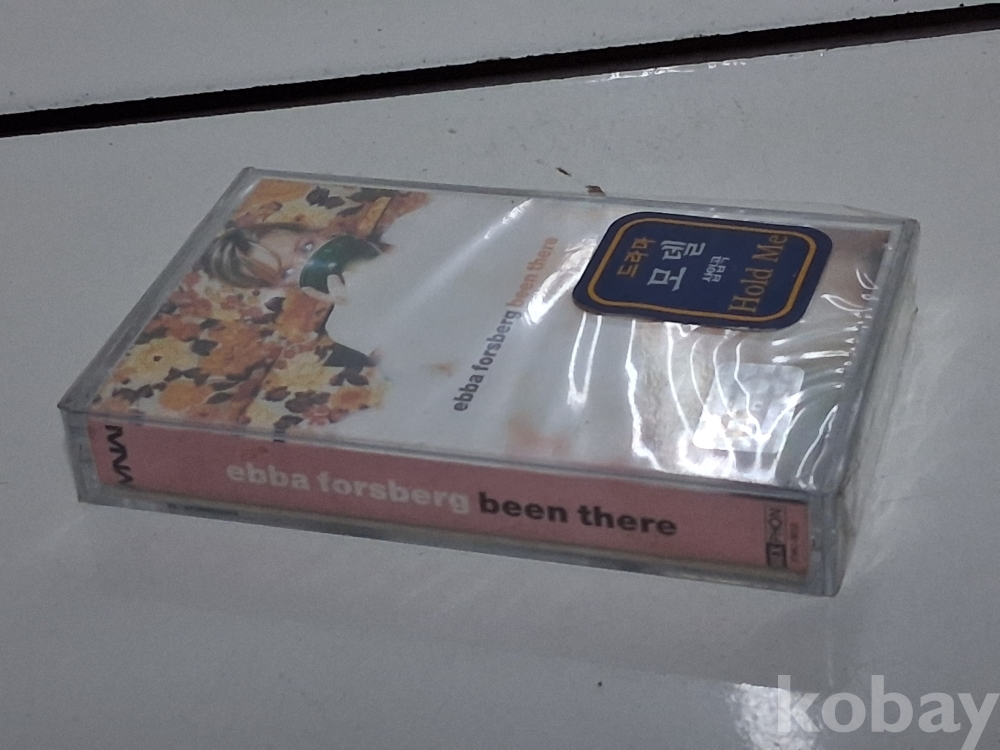 ebba forsberg been there
드라마
모델
삽입곡
Hold Me
MNW
ebba forsberg been there
kobay